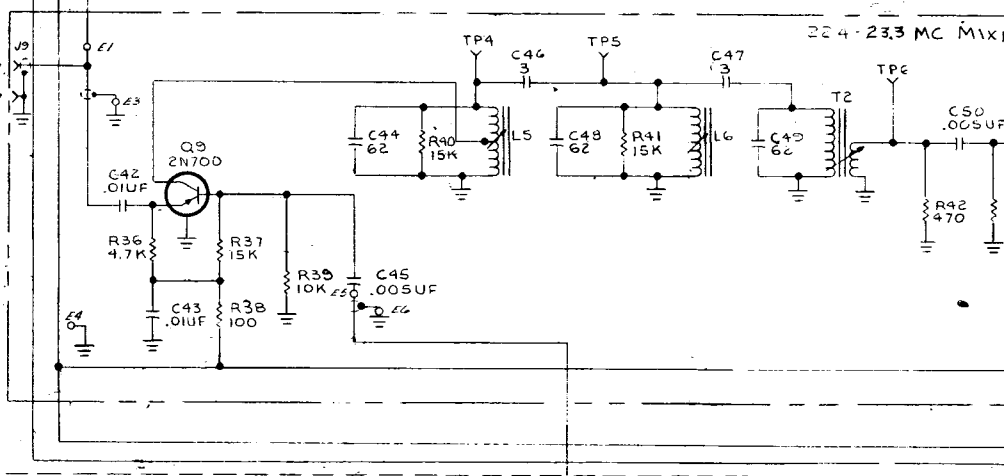 22.4-23.3 MC MIX
J9
E1
TP4
C46
3
TP5
C47
3
TP6
E3
T2
C50
.005UF
Q9
2N700
C44
62
R40
15K
L5
C48
62
R41
15K
L6
C49
62
C42
.01UF
R42
470
R36
4.7K
R37
15K
R39
10K
C45
.005UF
E5
E6
C43
.01UF
R38
100
E4